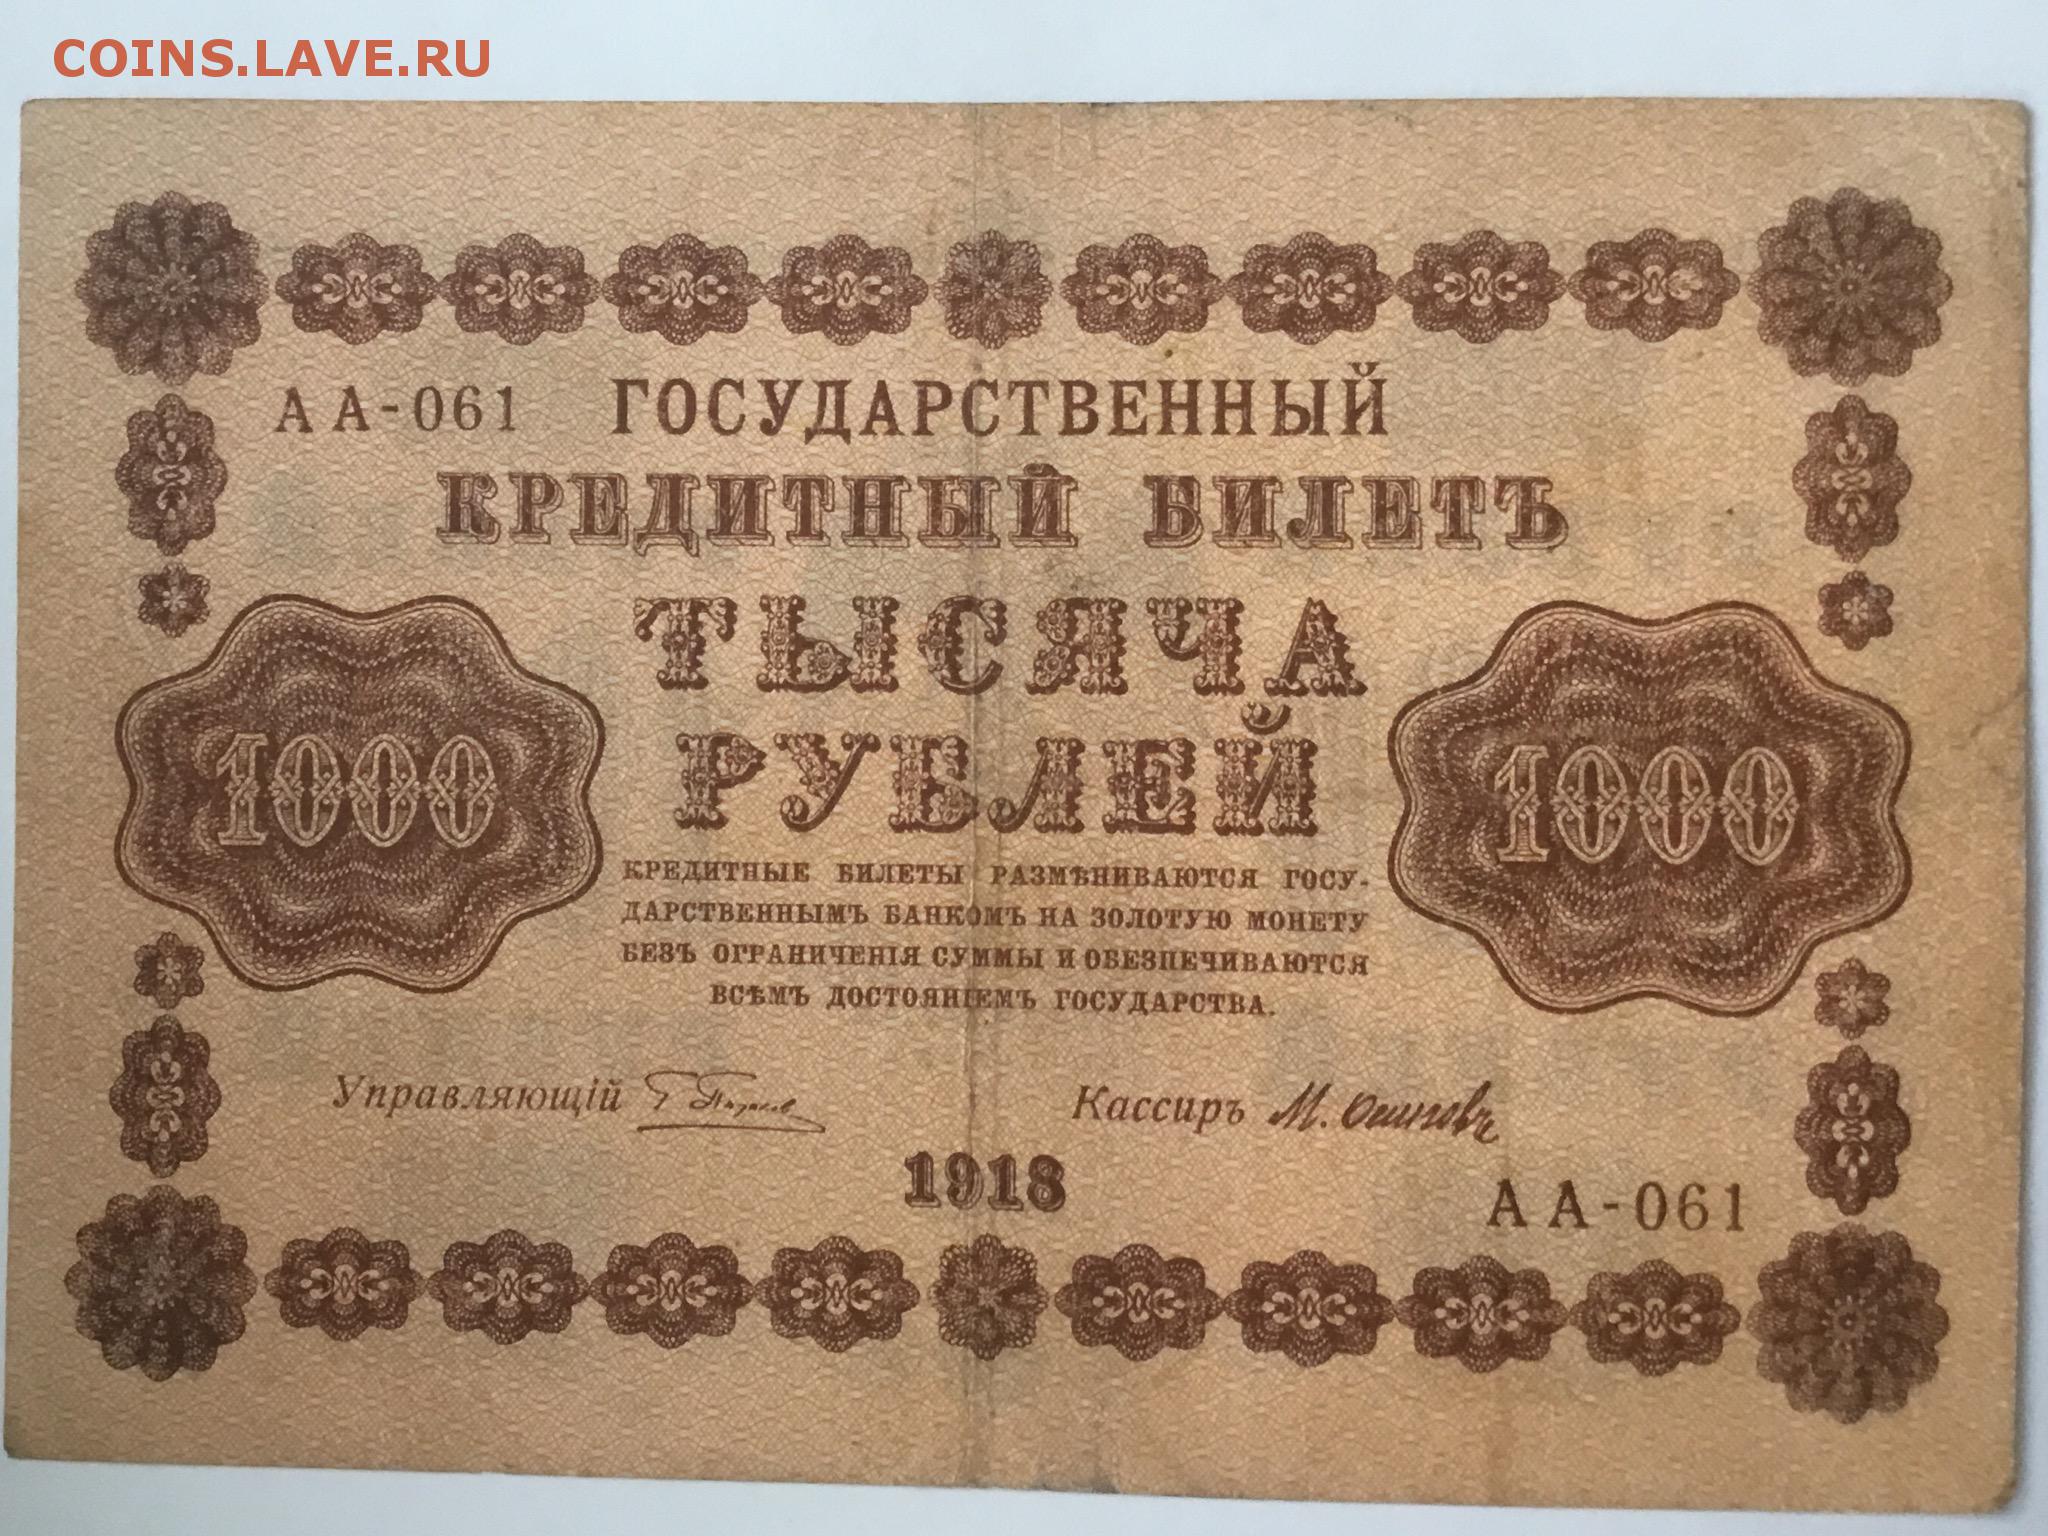 COINS.LAVE.RU
АА-061 ГОСУДАРСТВЕННЫЙ
КРЕДИТНЫЙ БИЛЕТЪ
ТЫСЯЧА
РУБЛЕЙ
1000
1000
КРЕДИТНЫЕ БИЛЕТЫ РАЗМѢНИВАЮТСЯ ГОСУ-
ДАРСТВЕННЫМЪ БАНКОМЪ НА ЗОЛОТУЮ МОНЕТУ
БЕЗЪ ОГРАНИЧЕНІЯ СУММЫ И ОБЕЗПЕЧИВАЮТСЯ
ВСѢМЪ ДОСТОЯНІЕМЪ ГОСУДАРСТВА.
Управляющій Кассиръ М. Осиповъ
1918
АА-061